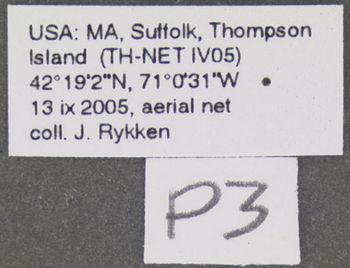 USA: MA, Suffolk, Thompson
Island (TH-NET IV05)
42°19'2"N, 71°0'31"W
13 ix 2005, aerial net
coll. J. Rykken
P3